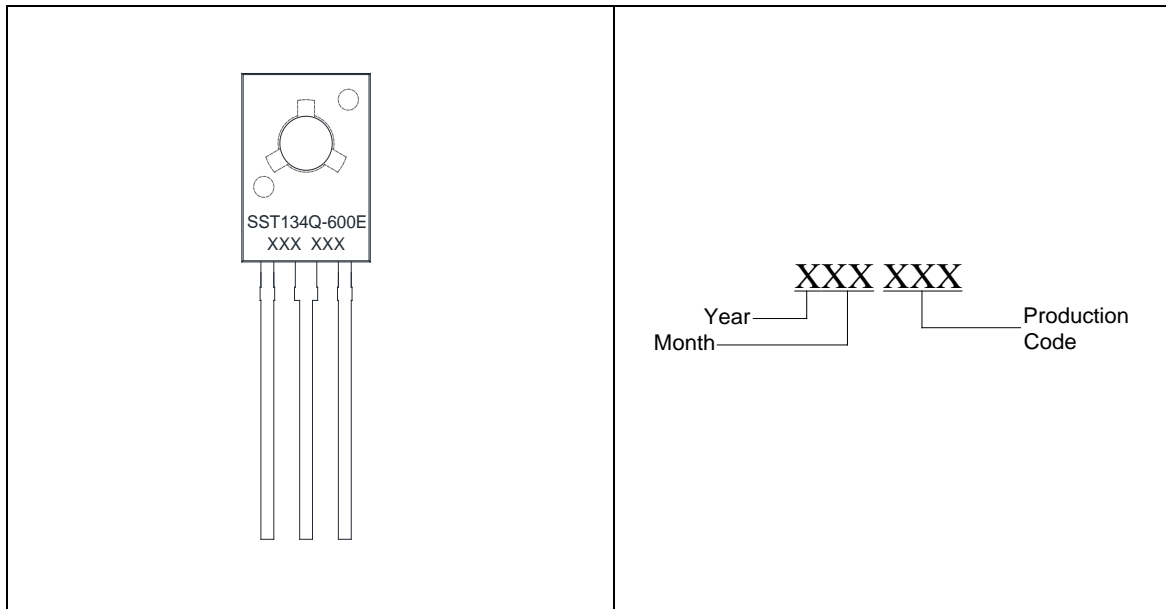 SST134Q-600E
XXX XXX
XXX XXX
Year
Month
Production
Code